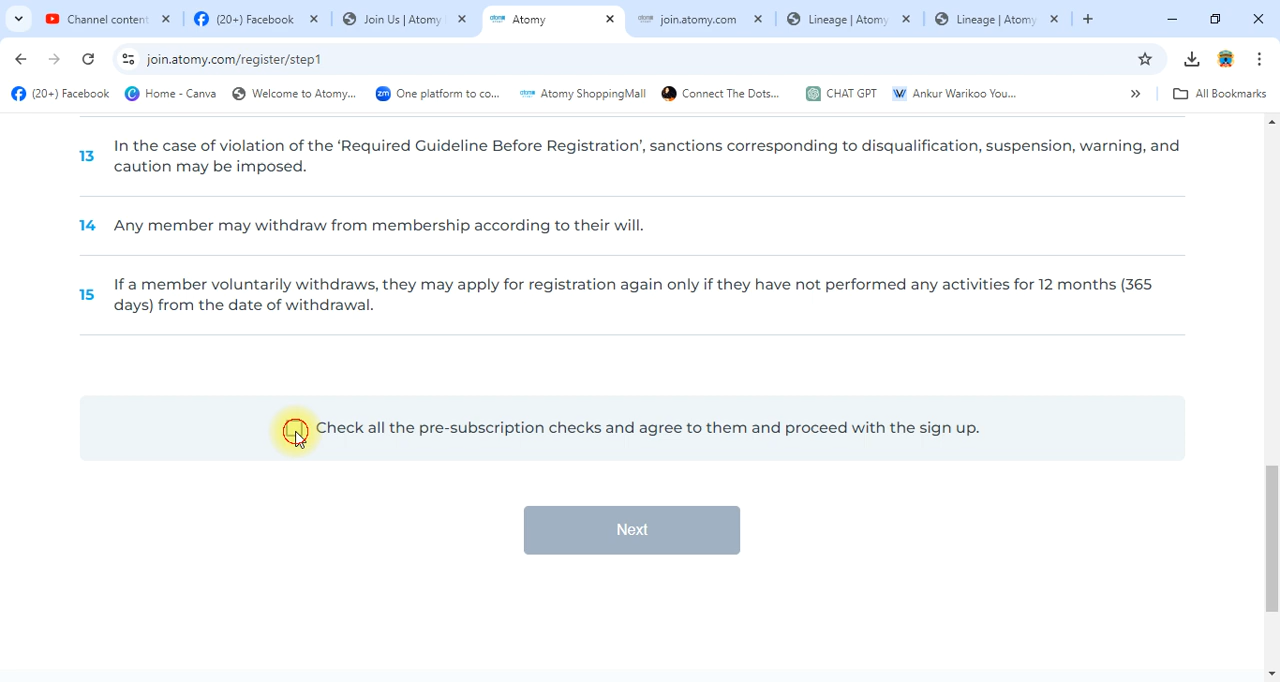 Channel content
(20+) Facebook
Join Us | Atomy
Atomy
join.atomy.com
Lineage | Atomy
Lineage | Atomy
join.atomy.com/register/step1
(20+) Facebook
Home - Canva
Welcome to Atomy...
One platform to co...
Atomy ShoppingMall
Connect The Dots...
CHAT GPT
Ankur Warikoo You...
All Bookmarks
13
In the case of violation of the ‘Required Guideline Before Registration’, sanctions corresponding to disqualification, suspension, warning, and
caution may be imposed.
14
Any member may withdraw from membership according to their will.
15
If a member voluntarily withdraws, they may apply for registration again only if they have not performed any activities for 12 months (365
days) from the date of withdrawal.
Check all the pre-subscription checks and agree to them and proceed with the sign up.
Next